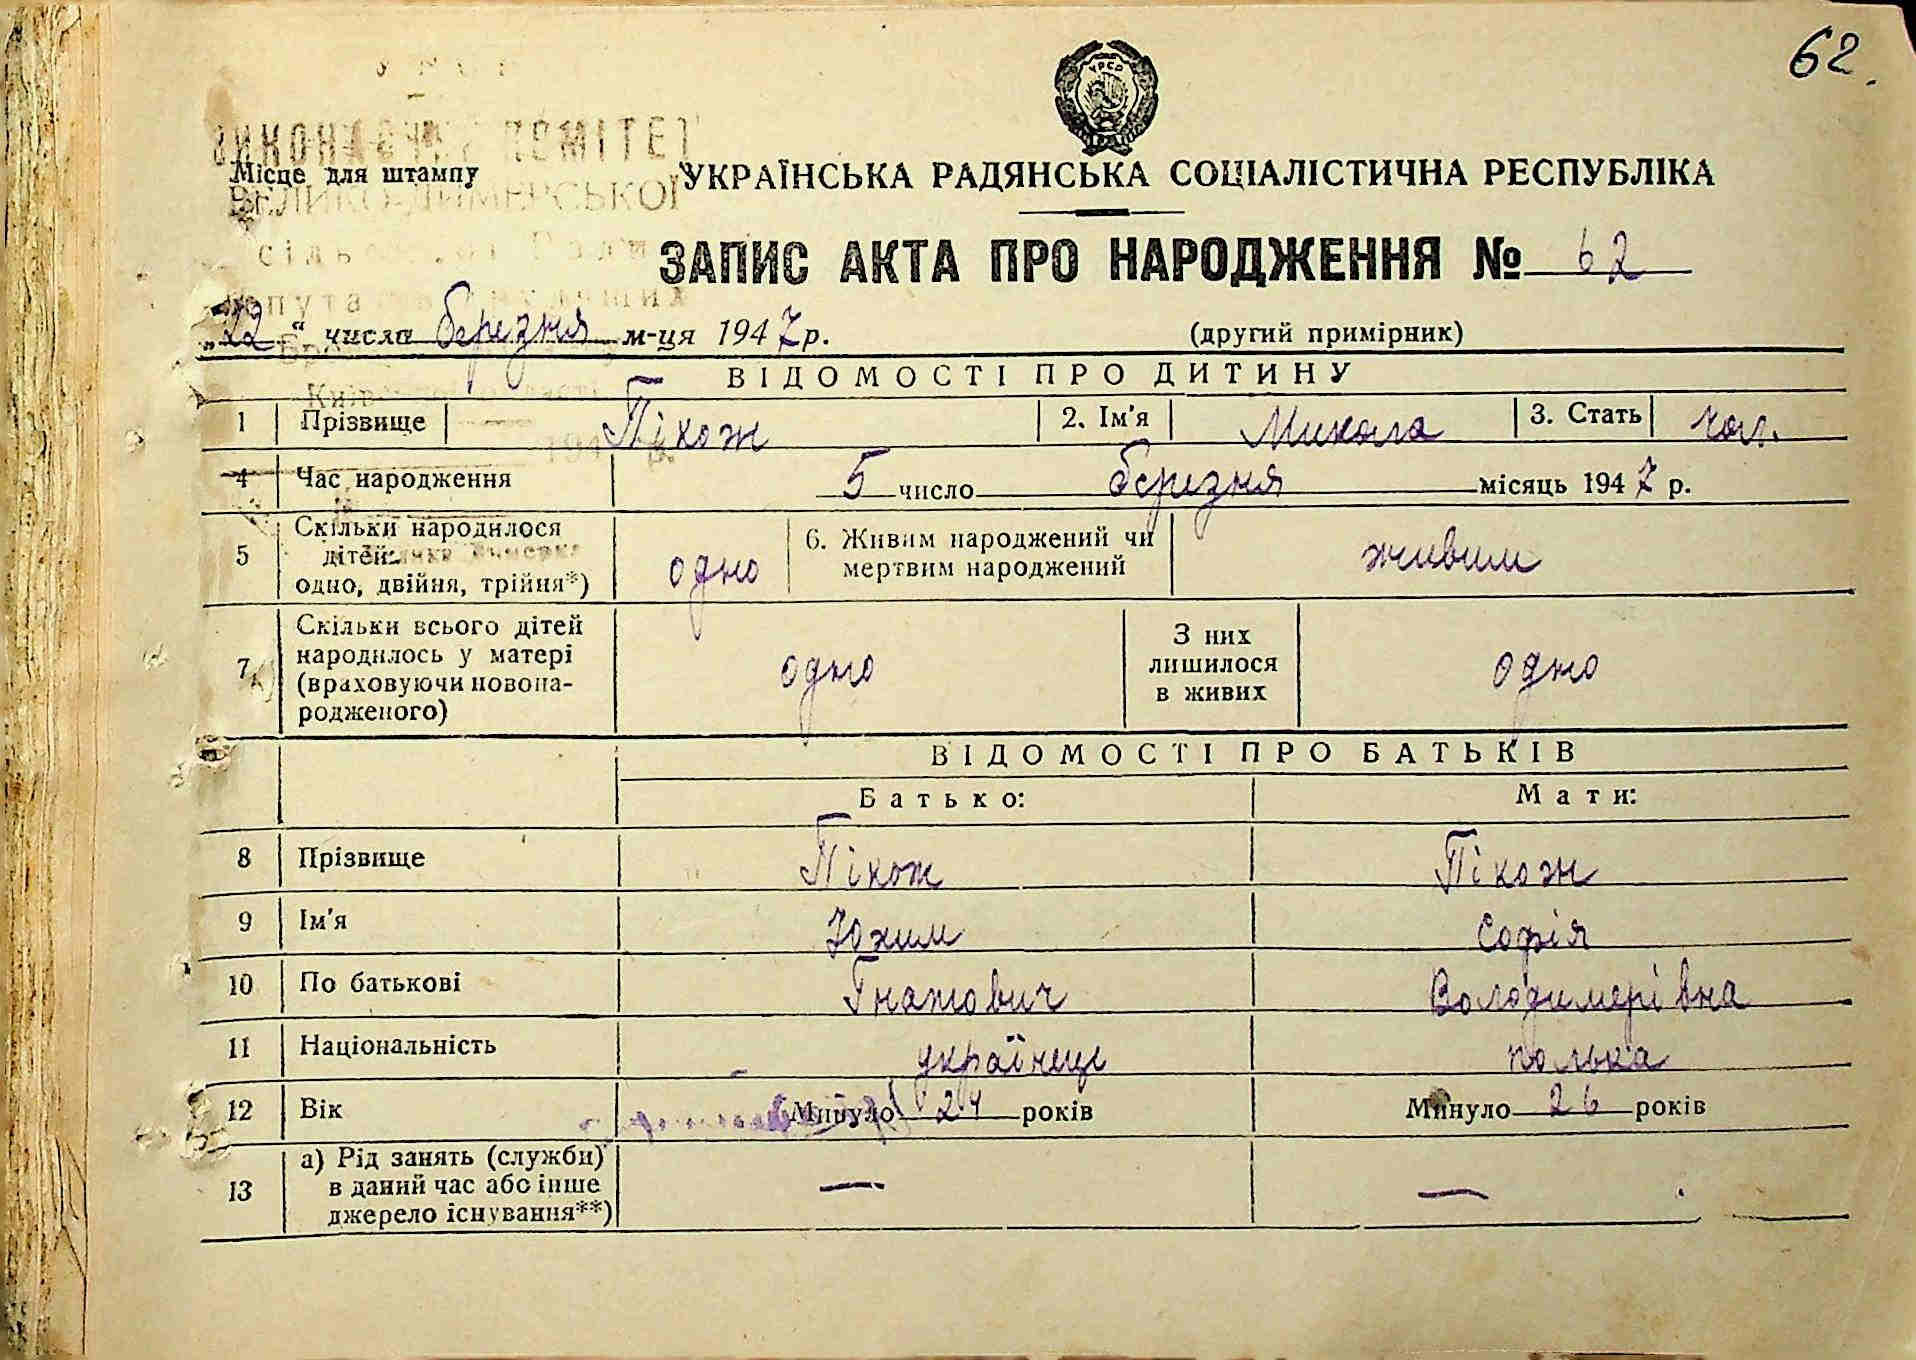 62.
УРСР
ВИКОНАВЧИЙ КОМІТЕТ
Місце для штампу
ВЕЛИКО-ДИМЕРСЬКОЇ
УКРАЇНСЬКА РАДЯНСЬКА СОЦІАЛІСТИЧНА РЕСПУБЛІКА
ЗАПИС АКТА ПРО НАРОДЖЕННЯ № 62
„22“ числа березня м-ця 1947 р. (другий примірник)
ВІДОМОСТІ ПРО ДИТИНУ
1 Прізвище Пікож 2. Ім'я Микола 3. Стать чол.
4 Час народження 5 число березня місяць 1947 р.
5 Скільки народилося дітей: одно, двійня, трійня*) одно 6. Живим народжений чи мертвим народжений живим
7 Скільки всього дітей народилось у матері (враховуючи новонародженого) одно З них лишилося в живих одно
ВІДОМОСТІ ПРО БАТЬКІВ
Батько: Мати:
8 Прізвище Пікож Пікож
9 Ім'я Юхим Софія
10 По батькові Гнатович Володимерівна
11 Національність українець полька
12 Вік Минуло 24 років Минуло 26 років
13 а) Рід занять (служби) в даний час або інше джерело існування**) — —